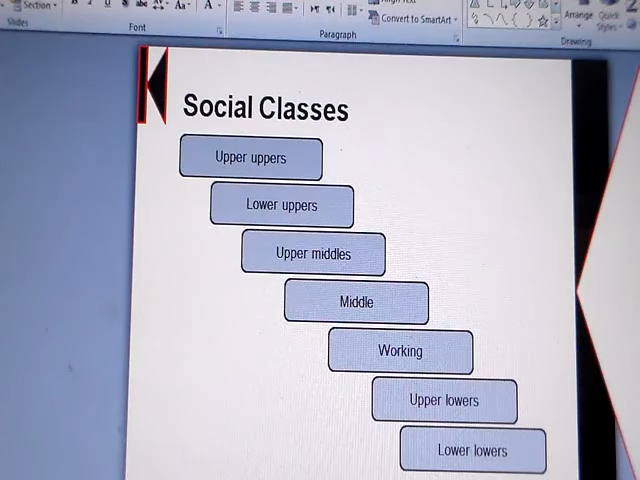 Section
Slides
Font
Paragraph
Convert to SmartArt
Arrange
Quick
Styles
Drawing
Social Classes
Upper uppers
Lower uppers
Upper middles
Middle
Working
Upper lowers
Lower lowers